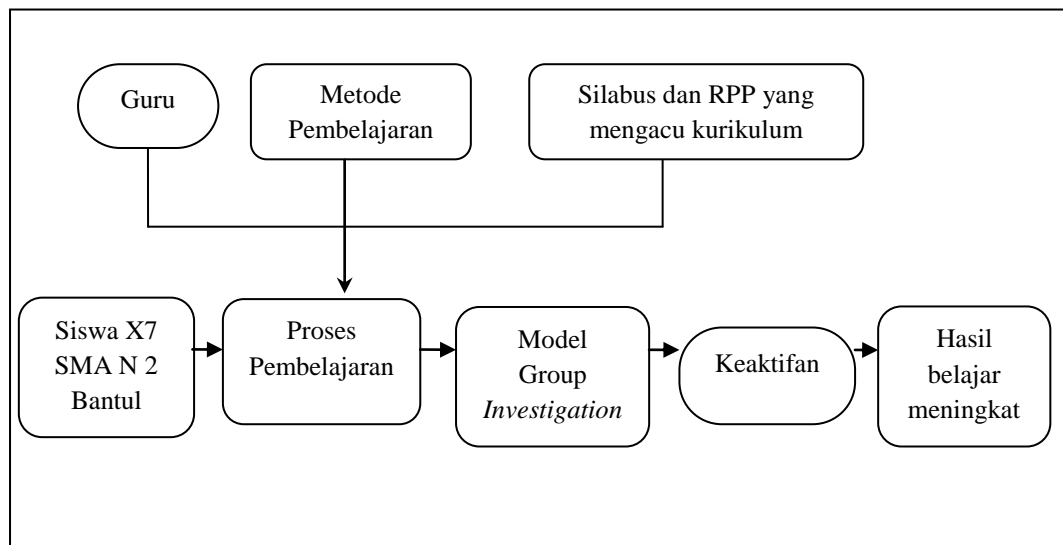 Guru
Metode
Pembelajaran
Silabus dan RPP yang
mengacu kurikulum
Siswa X7
SMA N 2
Bantul
Proses
Pembelajaran
Model
Group
Investigation
Keaktifan
Hasil
belajar
meningkat